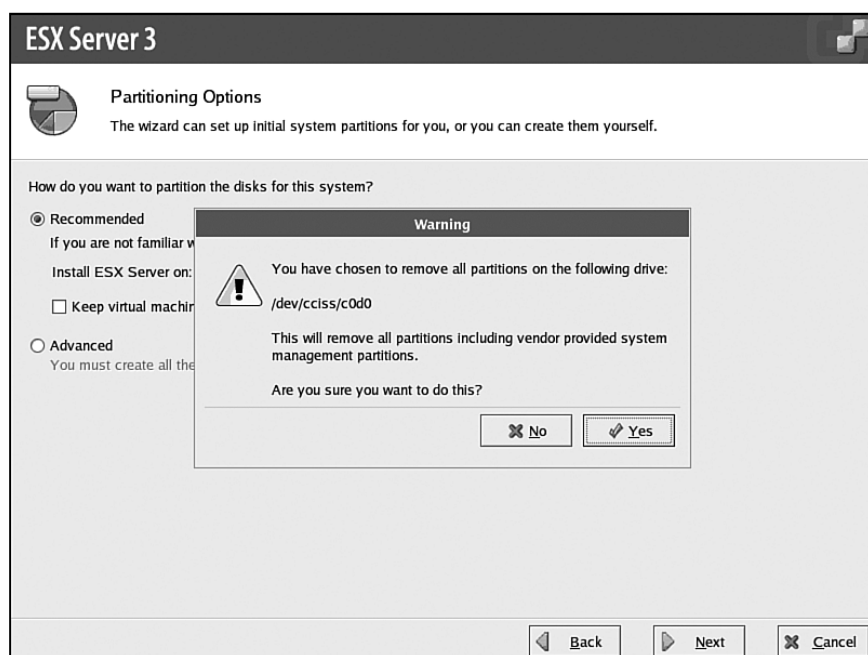 ESX Server 3
Partitioning Options
The wizard can set up initial system partitions for you, or you can create them yourself.
How do you want to partition the disks for this system?
Recommended
If you are not familiar w
Install ESX Server on:
Keep virtual machin
Advanced
You must create all the
Warning
You have chosen to remove all partitions on the following drive:
/dev/cciss/c0d0
This will remove all partitions including vendor provided system
management partitions.
Are you sure you want to do this?
No
Yes
Back
Next
Cancel